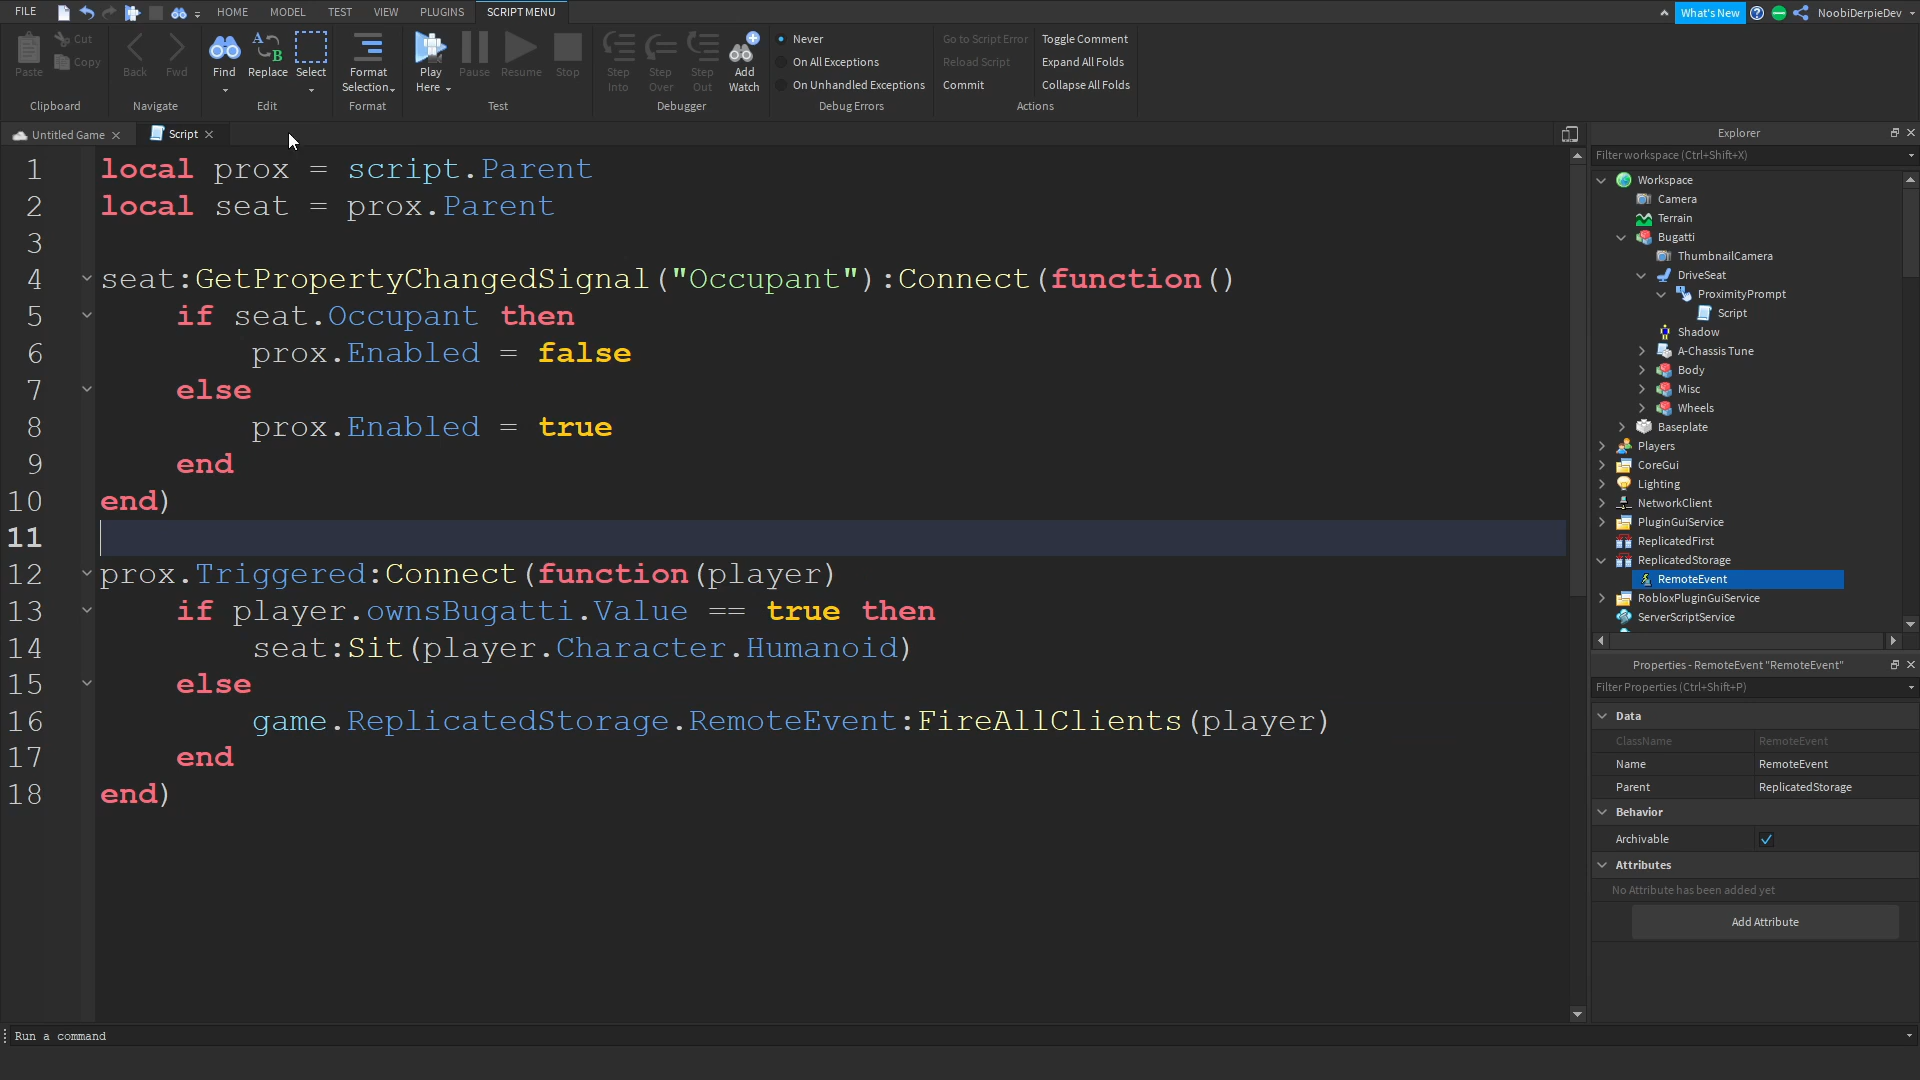 FILE HOME MODEL TEST VIEW PLUGINS SCRIPT MENU What's New NoobiDerpieDev
Paste Cut Copy Back Fwd Find Replace Select Format Selection Play Here Pause Resume Stop Step Into Step Over Step Out Add Watch
Never Go to Script Error Toggle Comment
On All Exceptions Reload Script Expand All Folds
On Unhandled Exceptions Commit Collapse All Folds
Clipboard Navigate Edit Format Test Debugger Debug Errors Actions
Untitled Game Script
1 local prox = script.Parent
2 local seat = prox.Parent
3
4 seat:GetPropertyChangedSignal("Occupant"):Connect(function()
5 if seat.Occupant then
6 prox.Enabled = false
7 else
8 prox.Enabled = true
9 end
10 end)
11
12 prox.Triggered:Connect(function(player)
13 if player.ownsBugatti.Value == true then
14 seat:Sit(player.Character.Humanoid)
15 else
16 game.ReplicatedStorage.RemoteEvent:FireAllClients(player)
17 end
18 end)
Explorer
Filter workspace (Ctrl+Shift+X)
Workspace
Camera
Terrain
Bugatti
ThumbnailCamera
DriveSeat
ProximityPrompt
Script
Shadow
A-Chassis Tune
Body
Misc
Wheels
Baseplate
Players
CoreGui
Lighting
NetworkClient
PluginGuiService
ReplicatedFirst
ReplicatedStorage
RemoteEvent
RobloxPluginGuiService
ServerScriptService
Properties - RemoteEvent "RemoteEvent"
Filter Properties (Ctrl+Shift+P)
Data
ClassName RemoteEvent
Name RemoteEvent
Parent ReplicatedStorage
Behavior
Archivable
Attributes
No Attribute has been added yet
Add Attribute
Run a command